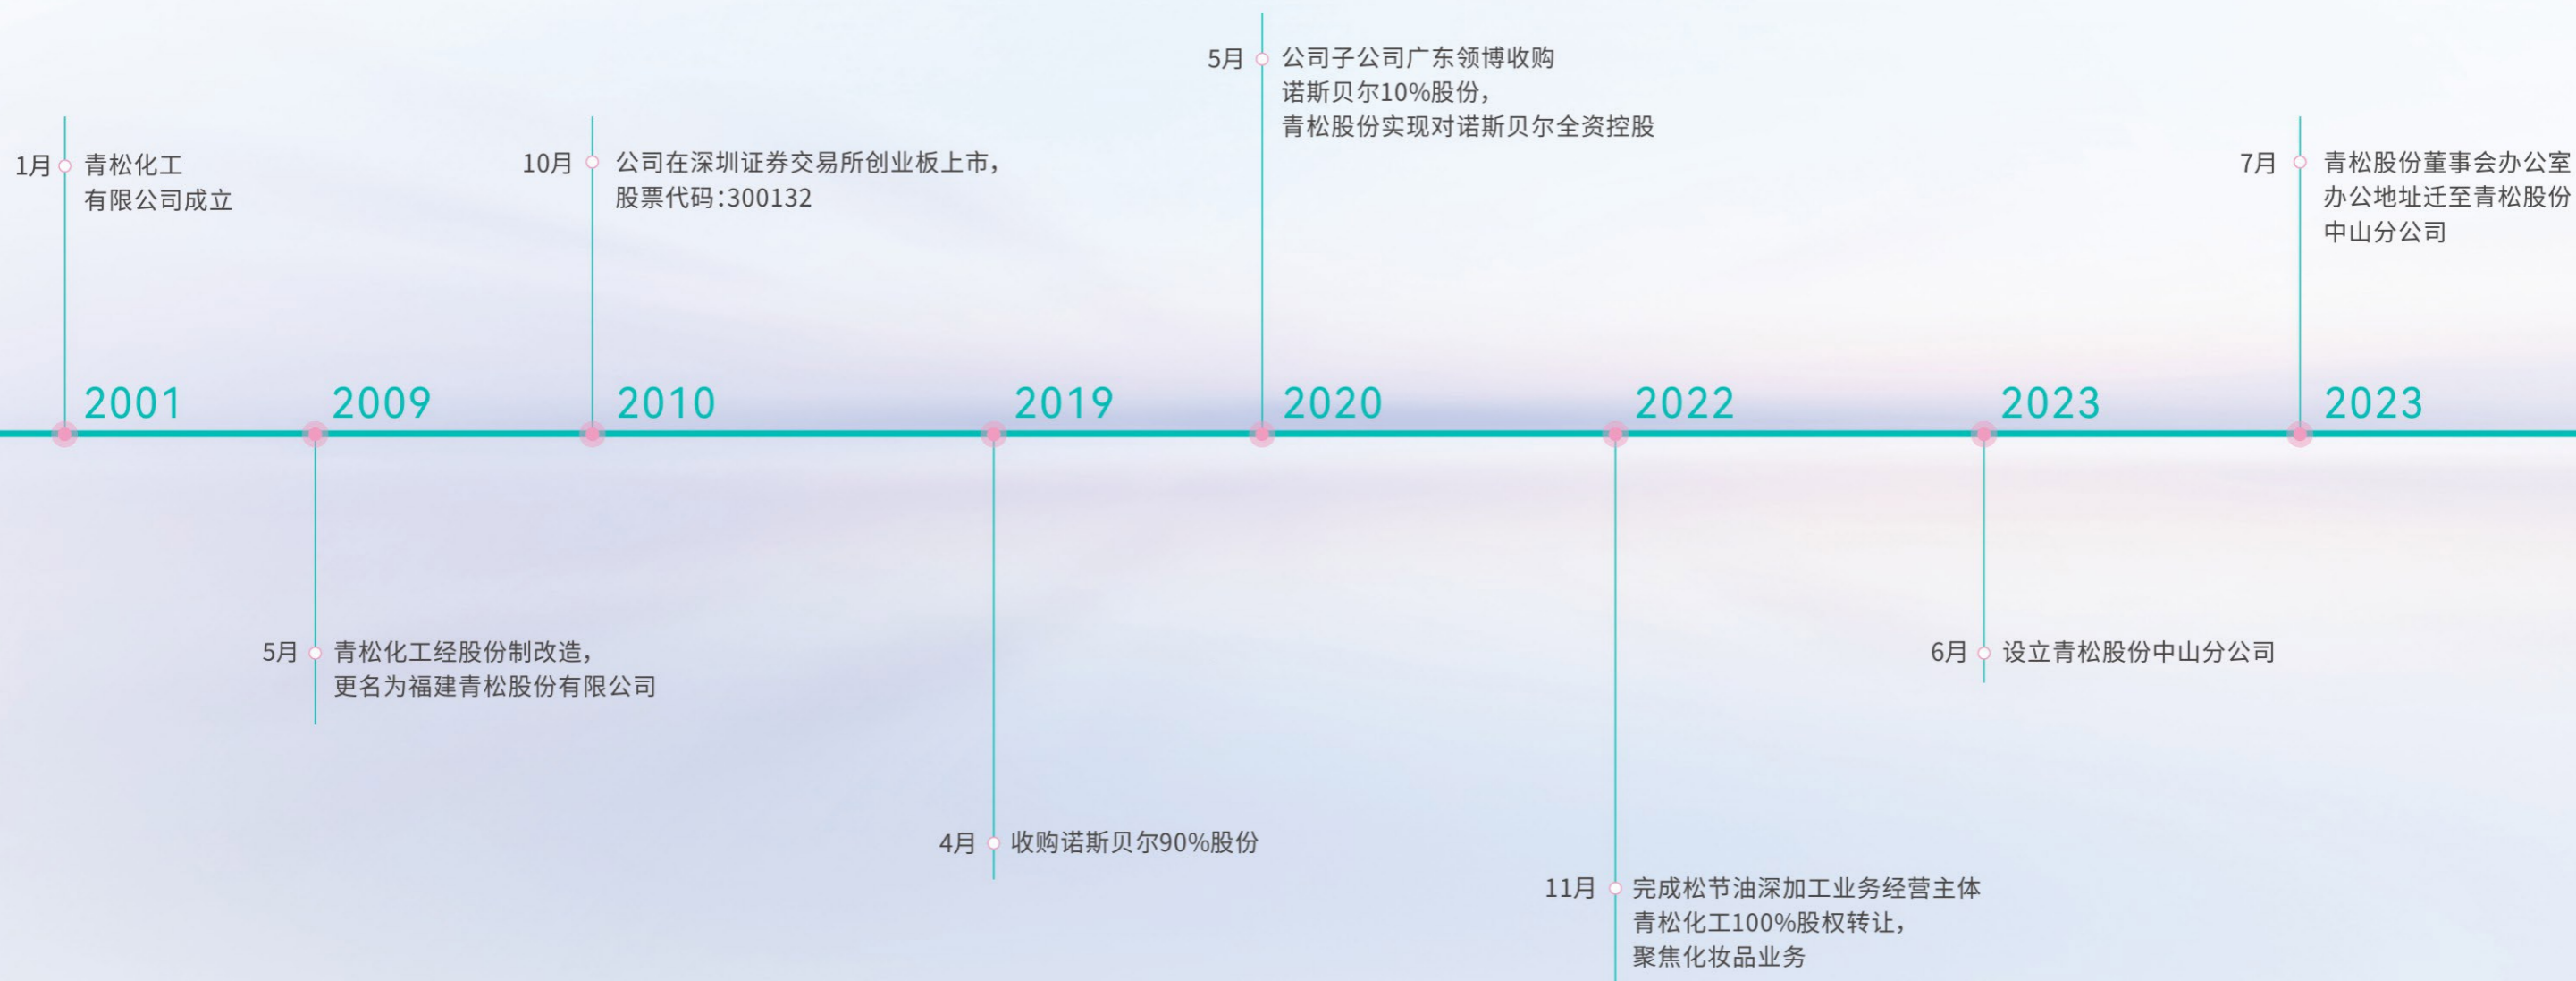 2001
1月
青松化工
有限公司成立
2009
5月
青松化工经股份制改造，
更名为福建青松股份有限公司
2010
10月
公司在深圳证券交易所创业板上市，
股票代码：300132
2019
4月
收购诺斯贝尔90%股份
2020
5月
公司子公司广东领博收购
诺斯贝尔10%股份，
青松股份实现对诺斯贝尔全资控股
2022
11月
完成松节油深加工业务经营主体
青松化工100%股权转让，
聚焦化妆品业务
2023
6月
设立青松股份中山分公司
2023
7月
青松股份董事会办公室
办公地址迁至青松股份
中山分公司